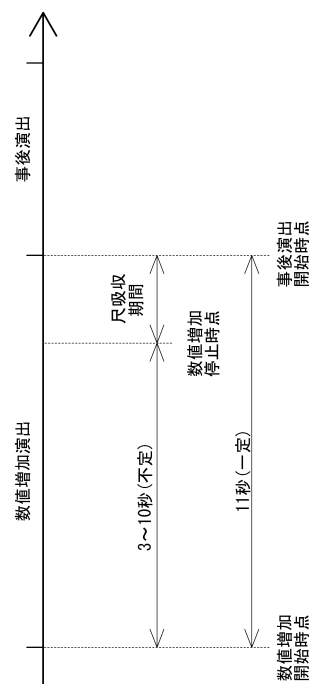 数値増加演出
事後演出
3～10秒(不定)
尺吸収
期間
数値増加
停止時点
11秒(一定)
数値増加
開始時点
事後演出
開始時点